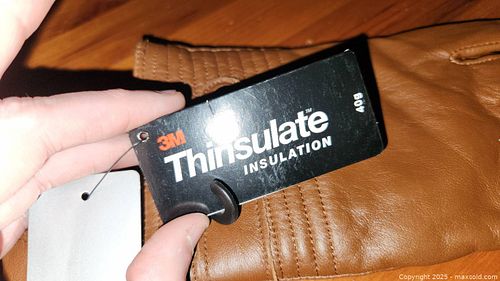 3M
Thinsulate™
INSULATION
40g
Copyright 2025 - maxsold.com